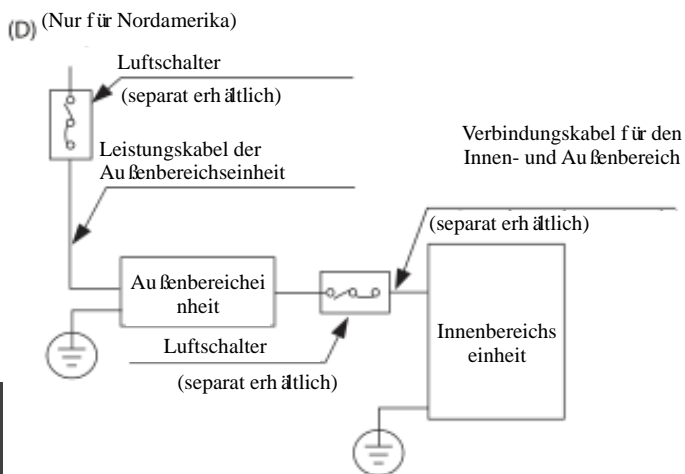 (D) (Nur für Nordamerika)
Luftschalter
(separat erhältlich)
Leistungskabel der
Außenbereichseinheit
Verbindungskabel für den
Innen- und Außenbereich
(separat erhältlich)
Außenbereichei
nheit
Luftschalter
(separat erhältlich)
Innenbereichs
einheit